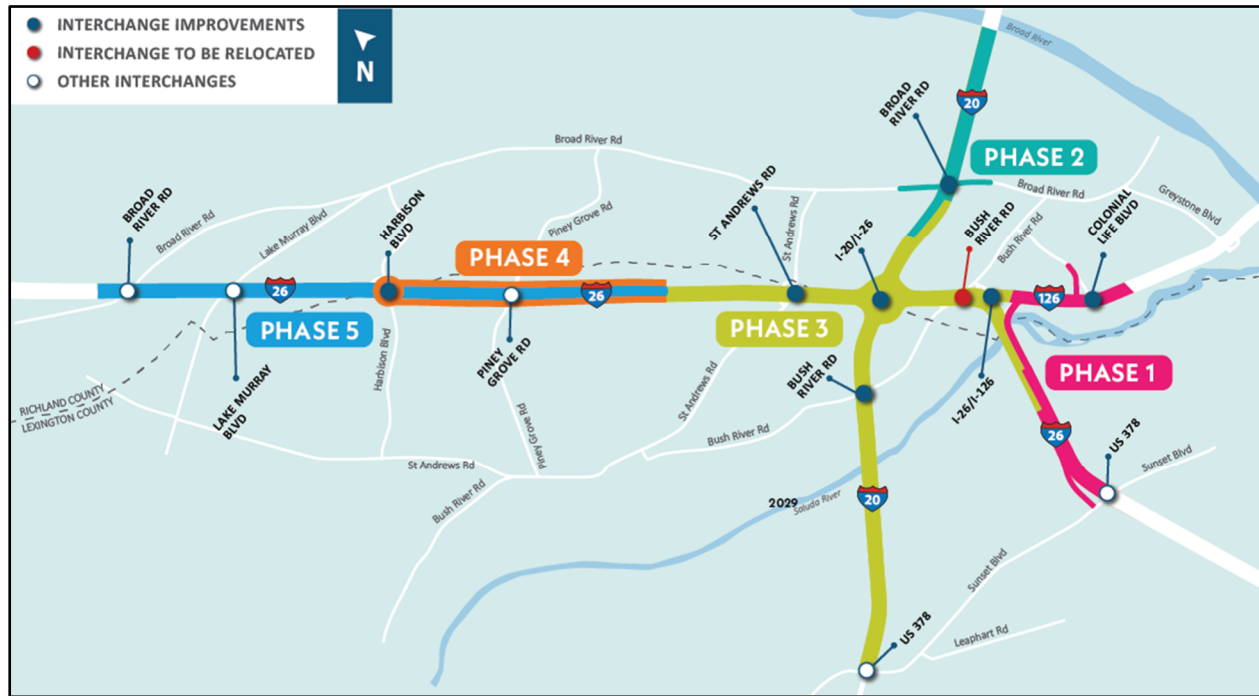 INTERCHANGE IMPROVEMENTS
INTERCHANGE TO BE RELOCATED
OTHER INTERCHANGES
N
Broad River
20
BROAD
RIVER RD
PHASE 2
Broad River Rd
Broad River Rd
Greystone Blvd
BROAD
RIVER RD
Broad River Rd
Lake Murray Blvd
HARBISON
BLVD
Piney Grove Rd
ST ANDREWS RD
St Andrews Rd
I-20/I-26
BUSH
RIVER RD
Bush River Rd
COLONIAL
LIFE BLVD
PHASE 4
26
26
126
PHASE 5
PHASE 3
PHASE 1
RICHLAND COUNTY
LEXINGTON COUNTY
LAKE MURRAY
BLVD
Harbison Blvd
PINEY
GROVE RD
Piney Grove Rd
St Andrews Rd
BUSH
RIVER RD
I-26/I-126
26
US 378
Sunset Blvd
St Andrews Rd
Bush River Rd
Bush River Rd
2029
Saluda River
20
Sunset Blvd
Leaphart Rd
US 378